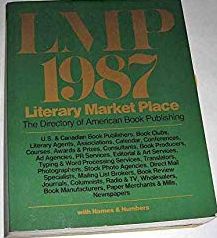 LMP
1987
Literary Market Place
The Directory of American Book Publishing
U.S. & Canadian Book Publishers, Book Clubs,
Literary Agents, Associations, Calendar, Conferences,
Courses, Awards & Prizes, Consultants, Book Producers,
Ad Agencies, PR Services, Editorial & Art Services,
Typing & Word Processing Services, Translators,
Photographers, Stock Photo Agencies, Direct Mail
Specialists, Mailing List Brokers, Book Review
Journals, Columnists, Radio & TV, Wholesalers,
Book Manufacturers, Paper Merchants & Mills,
Newspapers
with Names & Numbers